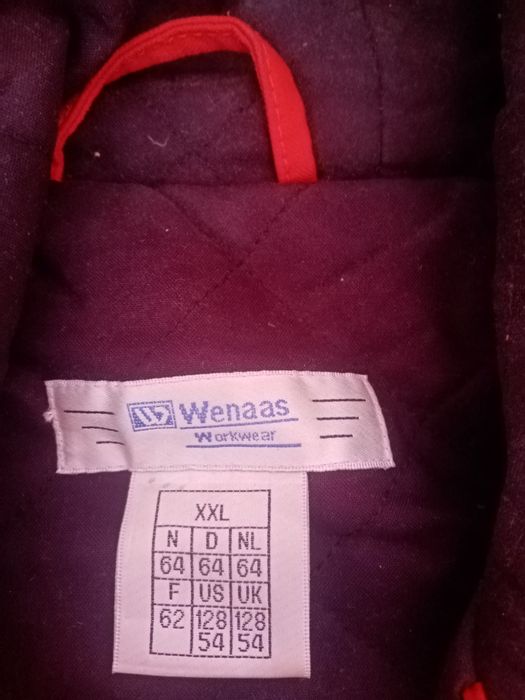 Wenaas
Workwear
XXL
N D NL
64 64 64
F US UK
62 128 128
54 54